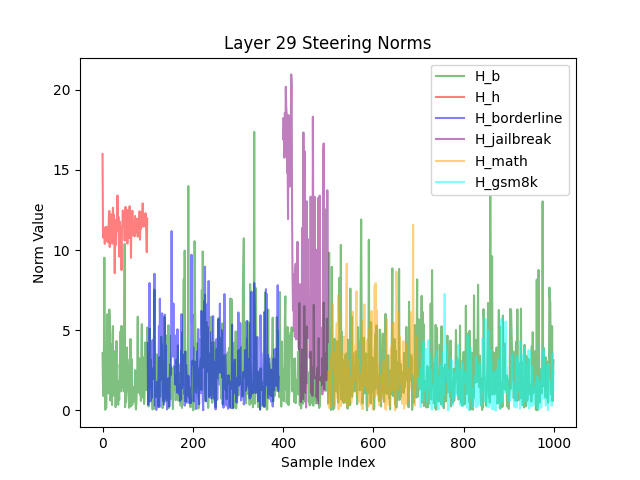 Layer 29 Steering Norms
H_b
H_h
H_borderline
H_jailbreak
H_math
H_gsm8k
Norm Value
20
15
10
5
0
0 200 400 600 800 1000
Sample Index